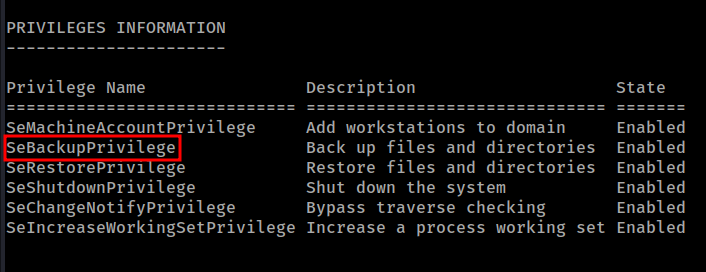 PRIVILEGES INFORMATION
----------------------
Privilege Name                Description                    State
============================= ============================== =======
SeMachineAccountPrivilege     Add workstations to domain     Enabled
SeBackupPrivilege             Back up files and directories  Enabled
SeRestorePrivilege            Restore files and directories  Enabled
SeShutdownPrivilege           Shut down the system           Enabled
SeChangeNotifyPrivilege       Bypass traverse checking       Enabled
SeIncreaseWorkingSetPrivilege Increase a process working set Enabled